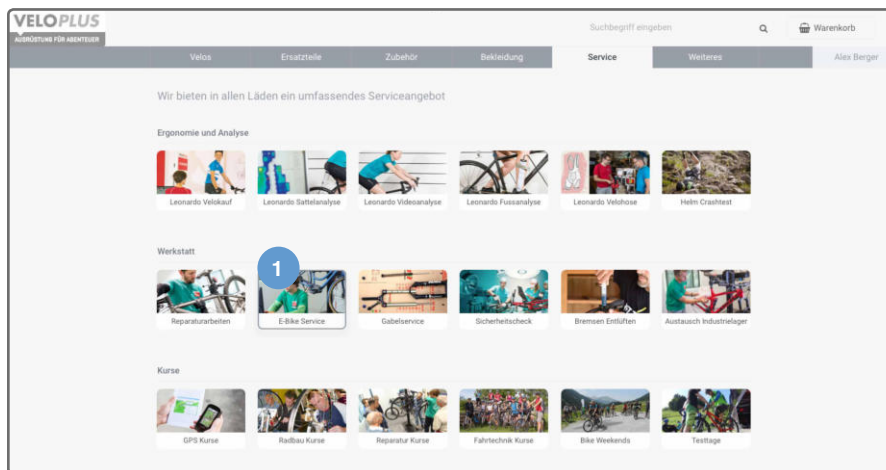 VELOPLUS
AUSRÜSTUNG FÜR ABENTEUER
Suchbegriff eingeben
Warenkorb
Velos Ersatzteile Zubehör Bekleidung Service Weiteres Alex Berger
Wir bieten in allen Läden ein umfassendes Serviceangebot
Ergonomie und Analyse
Leonardo Velokauf Leonardo Sattelanalyse Leonardo Videoanalyse Leonardo Fussanalyse Leonardo Velohose Helm Crashtest
Werkstatt
1
Reparaturarbeiten E-Bike Service Gabelservice Sicherheitscheck Bremsen Entlüften Austausch Industrielager
Kurse
GPS Kurse Radbau Kurse Reparatur Kurse Fahrtechnik Kurse Bike Weekends Testtage